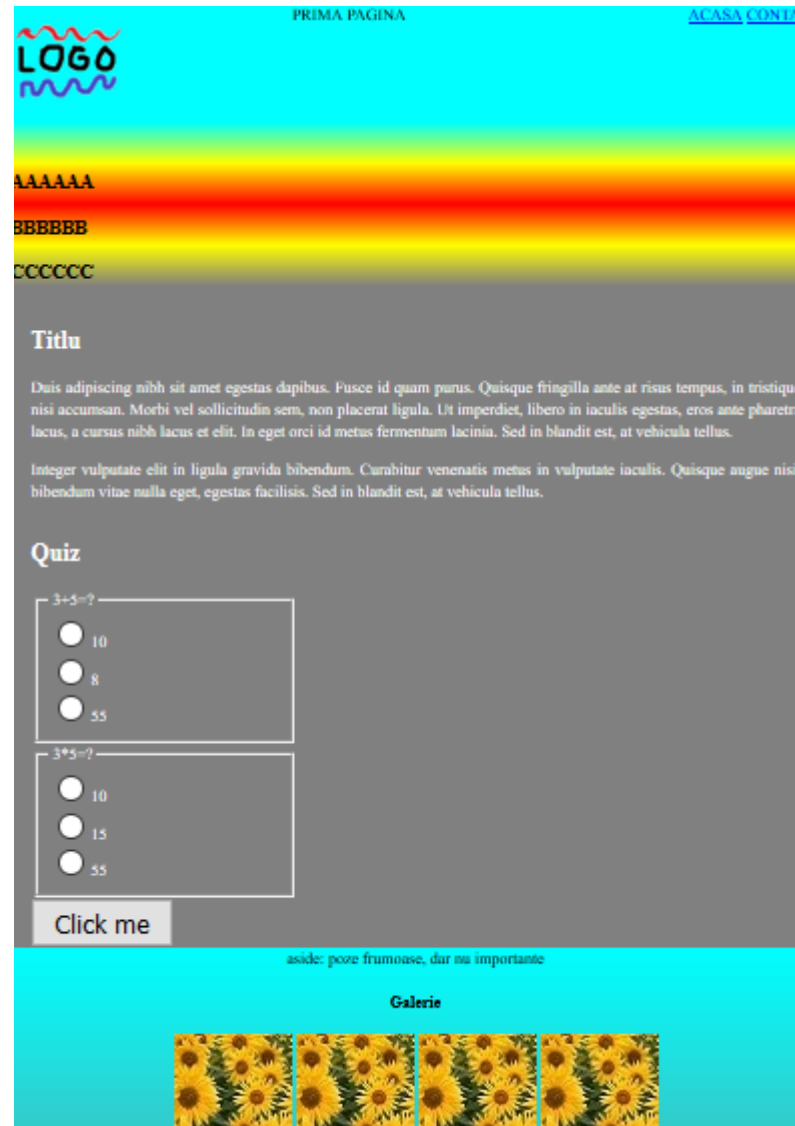 PRIMA PAGINA
ACASA CONTA
LOGO
AAAAAA
BBBBBB
CCCCCC
Titlu
Duis adipiscing nibh sit amet egestas dapibus. Fusce id quam purus. Quisque fringilla ante at risus tempus, in tristique
nisi accumsan. Morbi vel sollicitudin sem, non placerat ligula. Ut imperdiet, libero in iaculis egestas, eros ante pharetr
lacus, a cursus nibh lacus et elit. In eget orci id metus fermentum lacinia. Sed in blandit est, at vehicula tellus.
Integer vulputate elit in ligula gravida bibendum. Curabitur venenatis metus in vulputate iaculis. Quisque augue nisi
bibendum vitae nulla eget, egestas facilisis. Sed in blandit est, at vehicula tellus.
Quiz
3+5=?
10
8
55
3*5=?
10
15
55
Click me
aside: poze frumoase, dar nu importante
Galerie